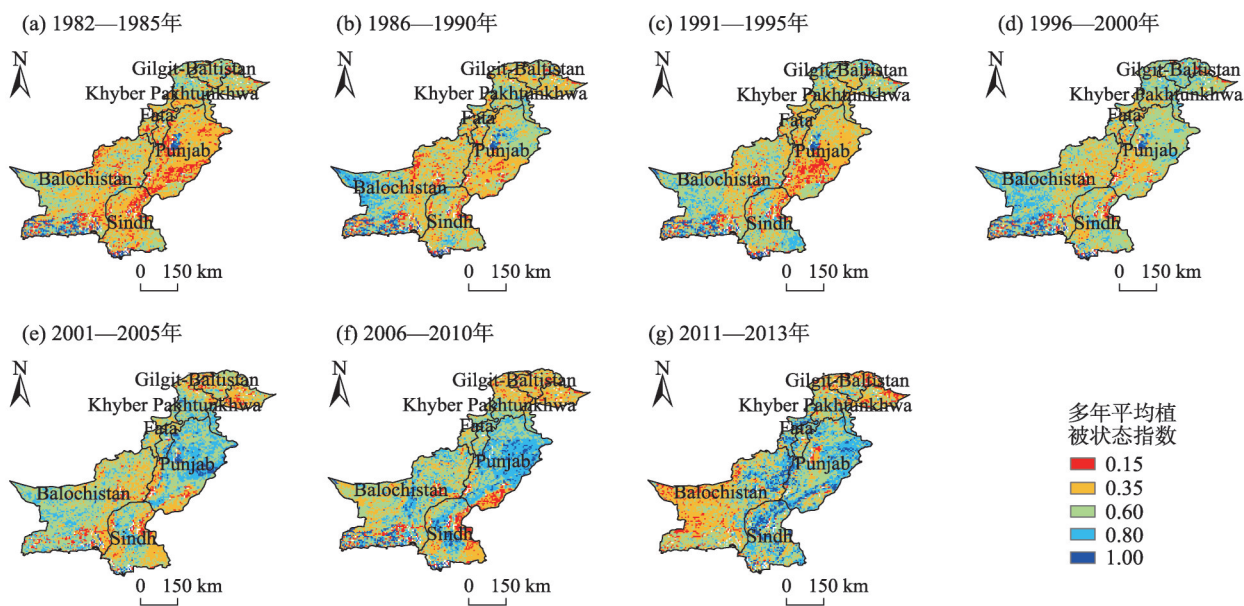 (a) 1982—1985年
(b) 1986—1990年
(c) 1991—1995年
(d) 1996—2000年
N
Gilgit-Baltistan
Khyber Pakhtunkhwa
Fata
Punjab
Balochistan
Sindh
0 150 km
N
Gilgit-Baltistan
Khyber Pakhtunkhwa
Fata
Punjab
Balochistan
Sindh
0 150 km
N
Gilgit-Baltistan
Khyber Pakhtunkhwa
Fata
Punjab
Balochistan
Sindh
0 150 km
N
Gilgit-Baltistan
Khyber Pakhtunkhwa
Fata
Punjab
Balochistan
Sindh
0 150 km
(e) 2001—2005年
(f) 2006—2010年
(g) 2011—2013年
N
Gilgit-Baltistan
Khyber Pakhtunkhwa
Fata
Punjab
Balochistan
Sindh
0 150 km
N
Gilgit-Baltistan
Khyber Pakhtunkhwa
Fata
Punjab
Balochistan
Sindh
0 150 km
N
Gilgit-Baltistan
Khyber Pakhtunkhwa
Fata
Punjab
Balochistan
Sindh
0 150 km
多年平均植
被状态指数
0.15
0.35
0.60
0.80
1.00